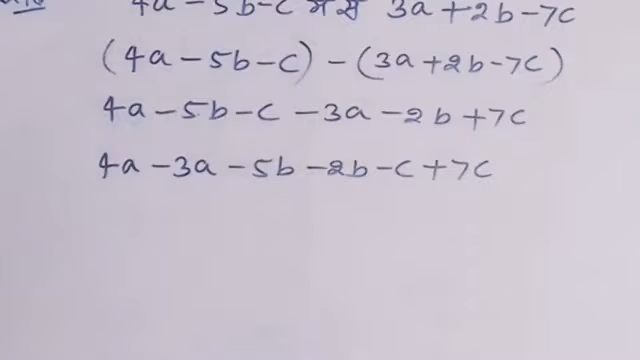 4a - 5b - c में से 3a + 2b - 7c
(4a - 5b - c) - (3a + 2b - 7c)
4a - 5b - c - 3a - 2b + 7c
4a - 3a - 5b - 2b - c + 7c